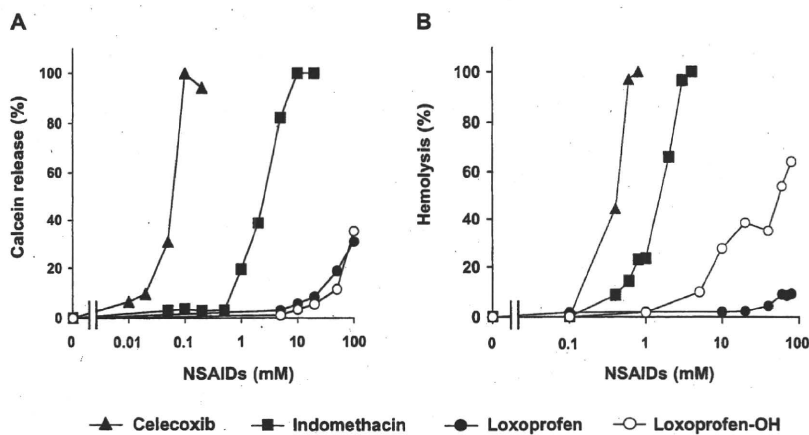 A
Calcein release (%)
100
80
60
40
20
0
0 0.01 0.1 1 10 100
NSAIDs (mM)
B
Hemolysis (%)
100
80
60
40
20
0
0 0.1 1 10 100
NSAIDs (mM)
Celecoxib Indomethacin Loxoprofen Loxoprofen-OH